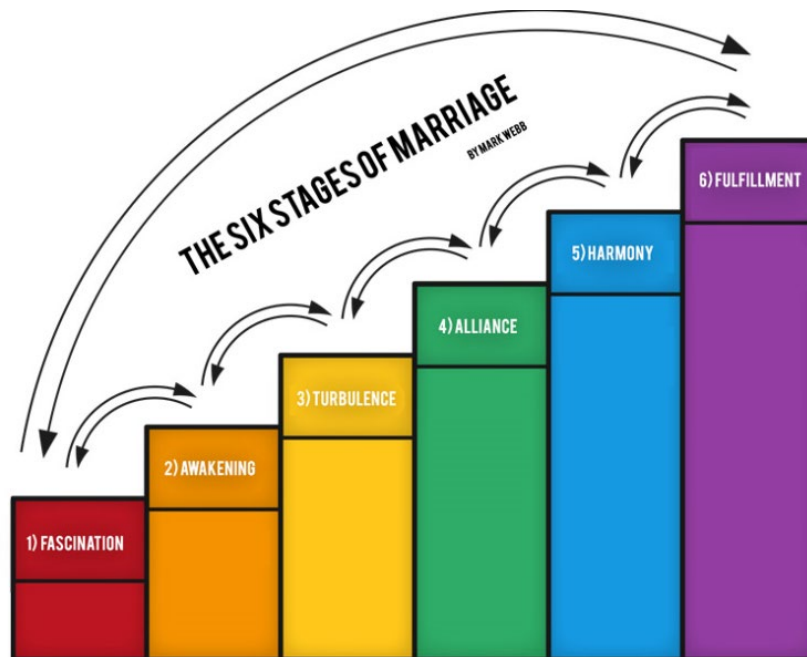 THE SIX STAGES OF MARRIAGE
BY MARK WEBB
1) FASCINATION
2) AWAKENING
3) TURBULENCE
4) ALLIANCE
5) HARMONY
6) FULFILLMENT